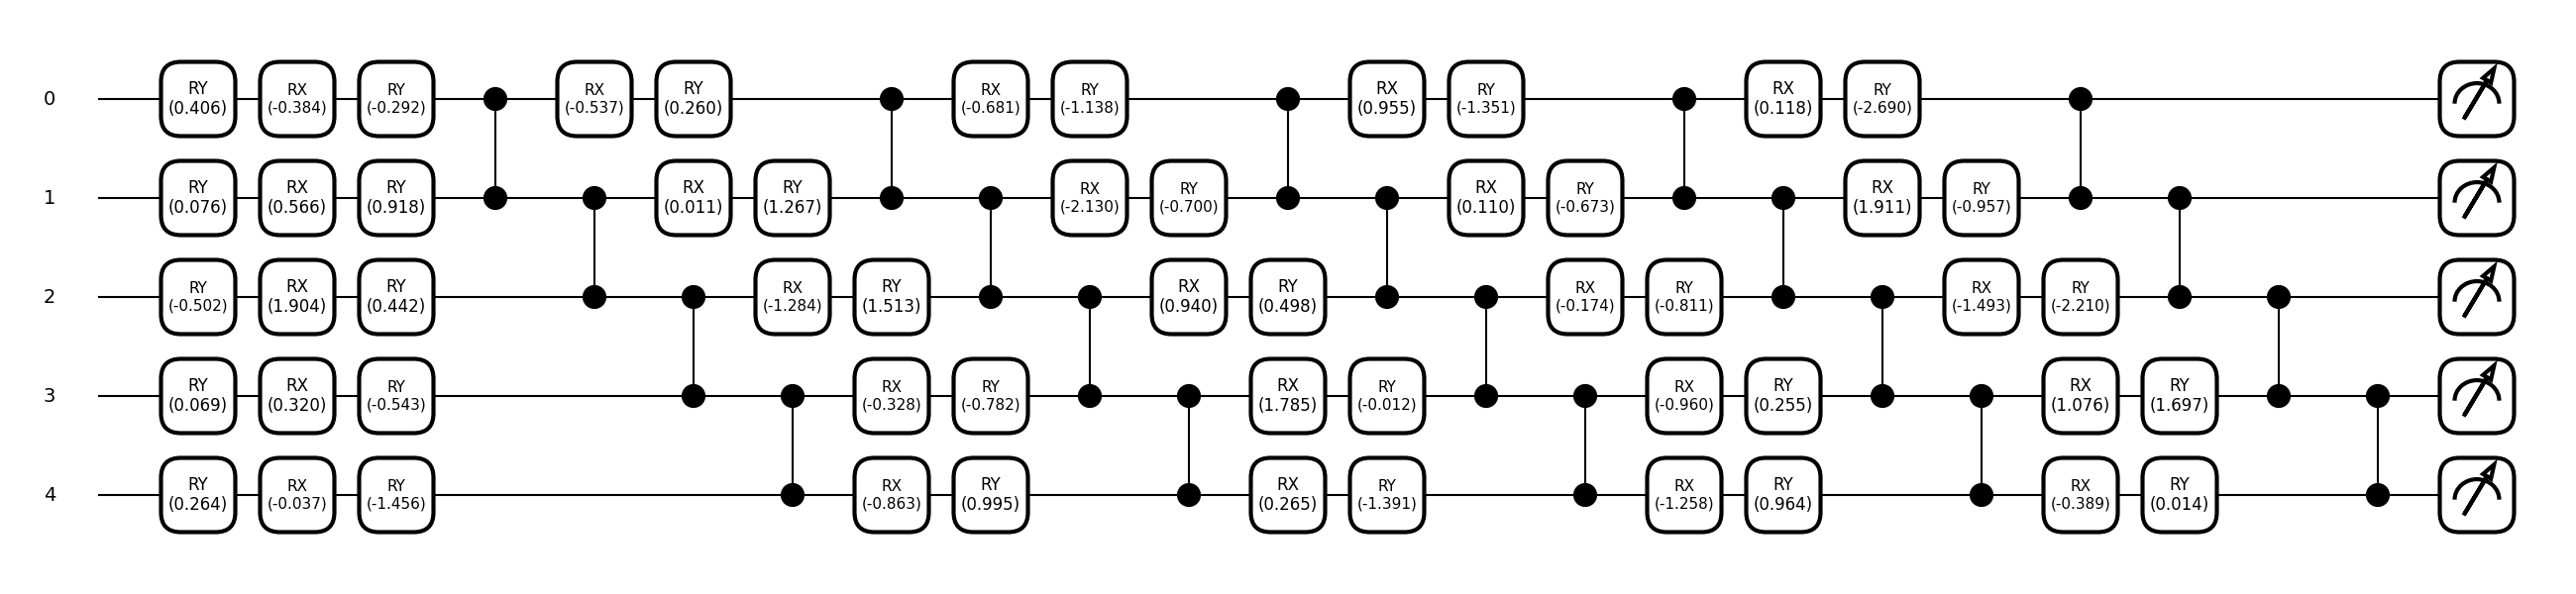 0 RY RX RY RX RY RX RY RX RY RX RY
(0.406) (-0.384) (-0.292) (-0.537) (0.260) (-0.681) (-1.138) (0.955) (-1.351) (0.118) (-2.690)
1 RY RX RY RX RY RX RY RX RY RX RY
(0.076) (0.566) (0.918) (0.011) (1.267) (-2.130) (-0.700) (0.110) (-0.673) (1.911) (-0.957)
2 RY RX RY RX RY RX RY RX RY RX RY
(-0.502) (1.904) (0.442) (-1.284) (1.513) (0.940) (0.498) (-0.174) (-0.811) (-1.493) (-2.210)
3 RY RX RY RX RY RX RY RX RY RX RY
(0.069) (0.320) (-0.543) (-0.328) (-0.782) (1.785) (-0.012) (-0.960) (0.255) (1.076) (1.697)
4 RY RX RY RX RY RX RY RX RY RX RY
(0.264) (-0.037) (-1.456) (-0.863) (0.995) (0.265) (-1.391) (-1.258) (0.964) (-0.389) (0.014)